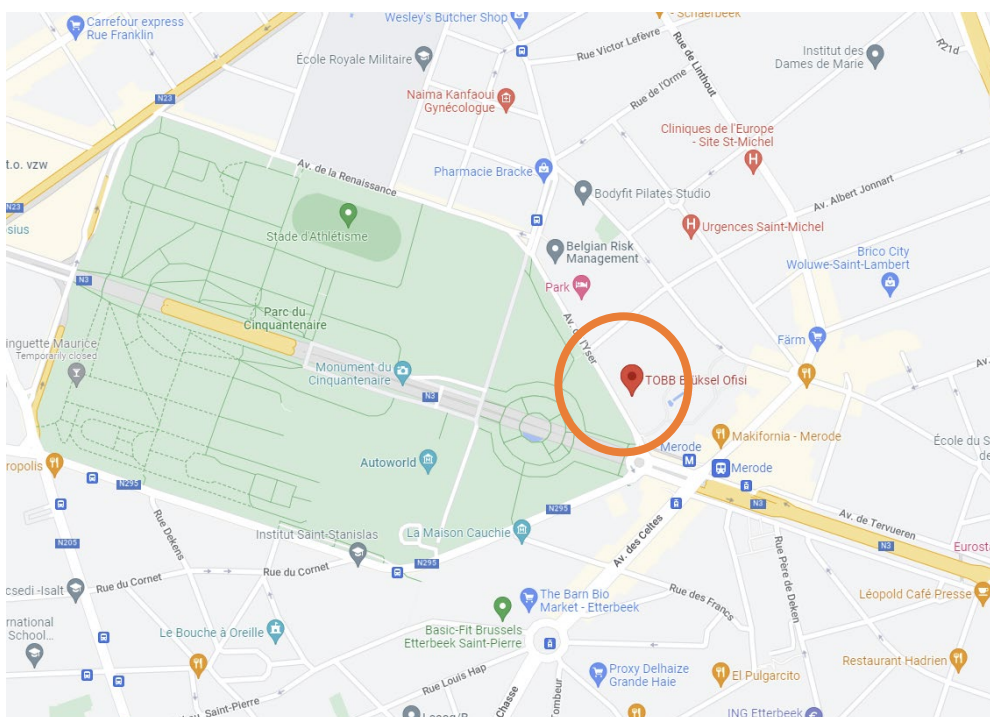 Carrefour express
Rue Franklin
Wesley's Butcher Shop
- Schaerbeek
École Royale Militaire
Rue Victor Lefèvre
Rue de Linthout
Institut des
Dames de Marie
R21d
Naima Kanfaoui
Gynécologue
Rue de l'Orme
N23
Cliniques de l'Europe
- Site St-Michel
t.o. vzw
Av. de la Renaissance
Pharmacie Bracke
Bodyfit Pilates Studio
Av. Albert Jonnart
N23
sius
Stade d'Athlétisme
Urgences Saint-Michel
Belgian Risk
Management
Brico City
Woluwe-Saint-Lambert
N3
Park
Parc du
Cinquantenaire
Av. de l'Yser
inguette Maurice
Temporarily closed
Färm
Av.
Monument du
Cinquantenaire
TOBB Brüksel Ofisi
N3
Makifornia - Merode
Merode
M
École du S
de
Autoworld
Merode
ropolis
N295
N3
N295
Av. de Tervueren
Rue Dekens
Institut Saint-Stanislas
La Maison Cauchie
Av. des Celtes
N205
N3
Eurosta
N295
Rue du Cornet
Rue du Cornet
Rue Père de Deken
csedi -Isalt
The Barn Bio
Market - Etterbeek
Rue des Francs
Léopold Café Presse
rnational
School...
Le Bouche à Oreille
Basic-Fit Brussels
Etterbeek Saint-Pierre
Restaurant Hadrien
Rue Louis Hap
Proxy Delhaize
Grande Haie
El Pulgarcito
Saint-Pierre
Chasse
ING Etterbeek